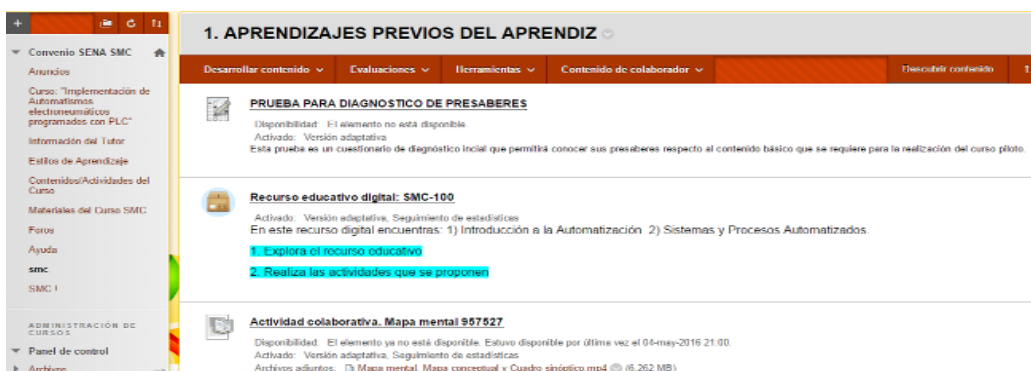 1. APRENDIZAJES PREVIOS DEL APRENDIZ
Convenio SENA SMC
Anuncios
Curso: "Implementación de
Automatismos
electroneumáticos
programados con PLC"
Información del Tutor
Estilos de Aprendizaje
Contenidos/Actividades del
Curso
Materiales del Curso SMC
Foros
Ayuda
smc
SMC I
ADMINISTRACIÓN DE
CURSOS
Panel de control
Archivos
Desarrollar contenido Evaluaciones Herramientas Contenido de colaborador Descubrir contenido
PRUEBA PARA DIAGNOSTICO DE PRESABERES
Disponibilidad: El elemento no está disponible.
Activado: Versión adaptativa
Esta prueba es un cuestionario de diagnóstico incial que permitirá conocer sus presaberes respecto al contenido básico que se requiere para la realización del curso piloto.
Recurso educativo digital: SMC-100
Activado: Versión adaptativa, Seguimiento de estadísticas
En este recurso digital encuentras: 1) Introducción a la Automatización 2) Sistemas y Procesos Automatizados.
1. Explora el recurso educativo
2. Realiza las actividades que se proponen
Actividad colaborativa. Mapa mental 957527
Disponibilidad: El elemento ya no está disponible. Estuvo disponible por última vez el 04-may-2016 21:00.
Activado: Versión adaptativa, Seguimiento de estadísticas
Archivos adjuntos: Mapa mental, Mapa conceptual y Cuadro sinóptico.mp4 (6,262 MB)